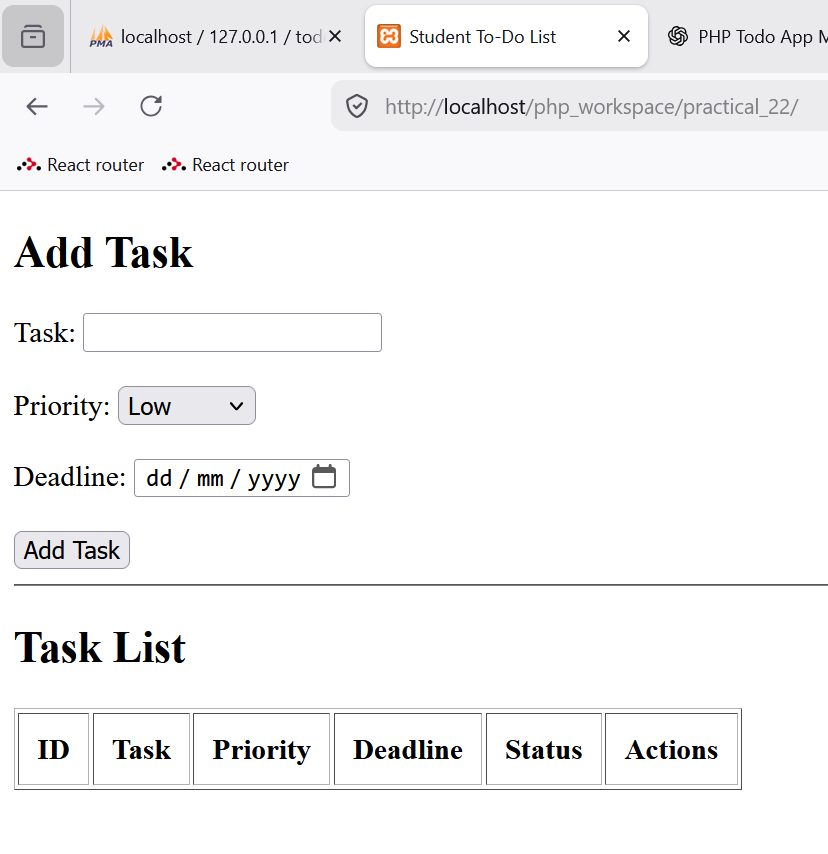 PMA localhost / 127.0.0.1 / tod Student To-Do List PHP Todo App M
http://localhost/php_workspace/practical_22/
React router React router
Add Task
Task:
Priority: Low
Deadline: dd / mm / yyyy
Add Task
Task List
ID Task Priority Deadline Status Actions